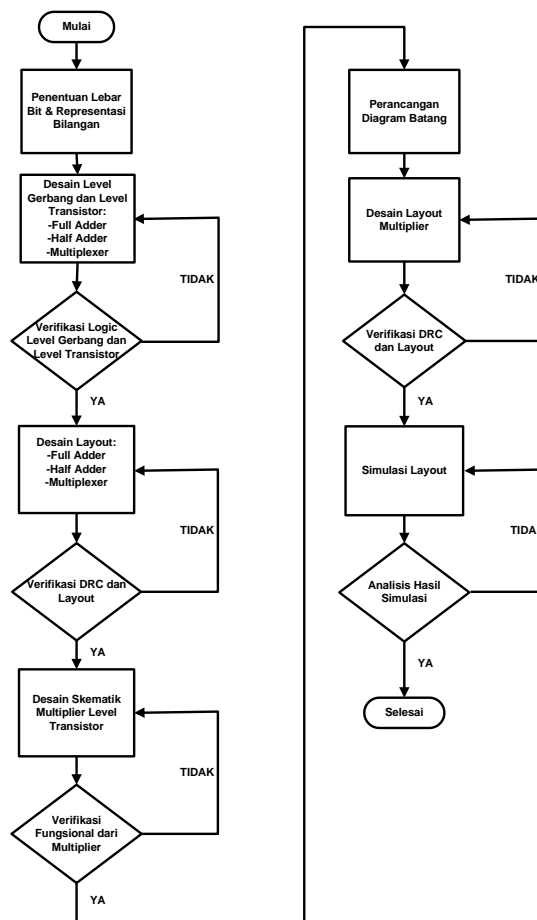 Mulai
Penentuan Lebar
Bit & Representasi
Bilangan
Desain Level
Gerbang dan Level
Transistor:
-Full Adder
-Half Adder
-Multiplexer
TIDAK
Verifikasi Logic
Level Gerbang dan
Level Transistor
YA
Desain Layout:
-Full Adder
-Half Adder
-Multiplexer
TIDAK
Verifikasi DRC dan
Layout
YA
Desain Skematik
Multiplier Level
Transistor
TIDAK
Verifikasi
Fungsional dari
Multiplier
YA
Perancangan
Diagram Batang
Desain Layout
Multiplier
TIDAK
Verifikasi DRC
dan Layout
YA
Simulasi Layout
TIDA
Analisis Hasil
Simulasi
YA
Selesai